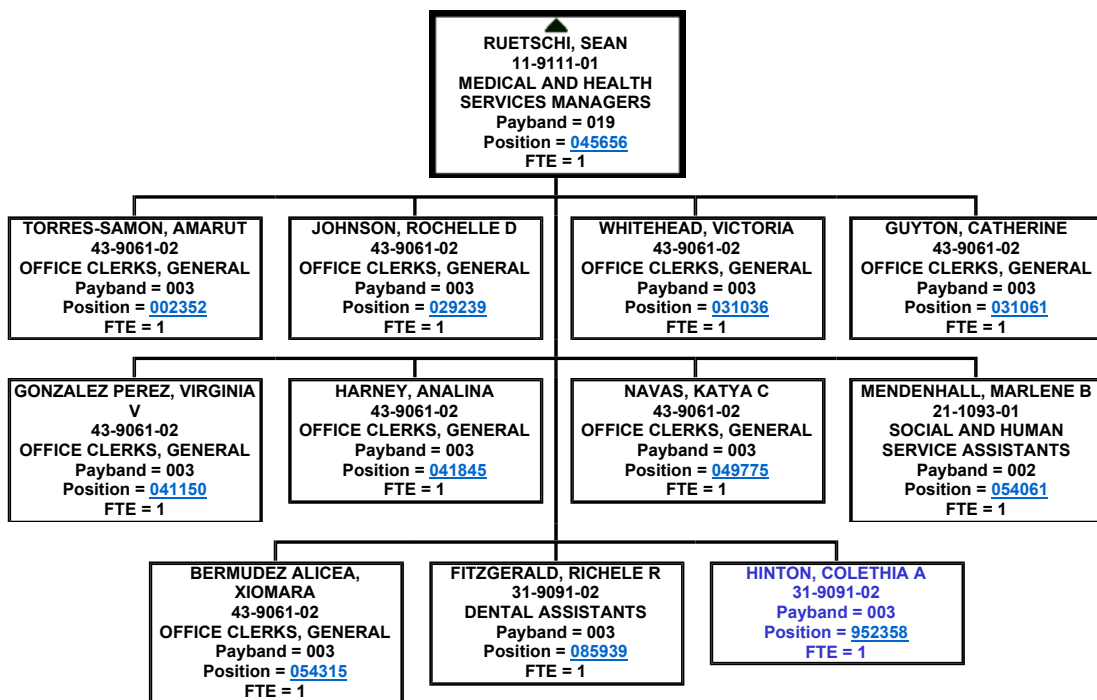 RUETSCHI, SEAN
11-9111-01
MEDICAL AND HEALTH
SERVICES MANAGERS
Payband = 019
Position = 045656
FTE = 1
TORRES-SAMON, AMARUT
43-9061-02
OFFICE CLERKS, GENERAL
Payband = 003
Position = 002352
FTE = 1
JOHNSON, ROCHELLE D
43-9061-02
OFFICE CLERKS, GENERAL
Payband = 003
Position = 029239
FTE = 1
WHITEHEAD, VICTORIA
43-9061-02
OFFICE CLERKS, GENERAL
Payband = 003
Position = 031036
FTE = 1
GUYTON, CATHERINE
43-9061-02
OFFICE CLERKS, GENERAL
Payband = 003
Position = 031061
FTE = 1
GONZALEZ PEREZ, VIRGINIA
V
43-9061-02
OFFICE CLERKS, GENERAL
Payband = 003
Position = 041150
FTE = 1
HARNEY, ANALINA
43-9061-02
OFFICE CLERKS, GENERAL
Payband = 003
Position = 041845
FTE = 1
NAVAS, KATYA C
43-9061-02
OFFICE CLERKS, GENERAL
Payband = 003
Position = 049775
FTE = 1
MENDENHALL, MARLENE B
21-1093-01
SOCIAL AND HUMAN
SERVICE ASSISTANTS
Payband = 002
Position = 054061
FTE = 1
BERMUDEZ ALICEA,
XIOMARA
43-9061-02
OFFICE CLERKS, GENERAL
Payband = 003
Position = 054315
FTE = 1
FITZGERALD, RICHELE R
31-9091-02
DENTAL ASSISTANTS
Payband = 003
Position = 085939
FTE = 1
HINTON, COLETHIA A
31-9091-02
Payband = 003
Position = 952358
FTE = 1